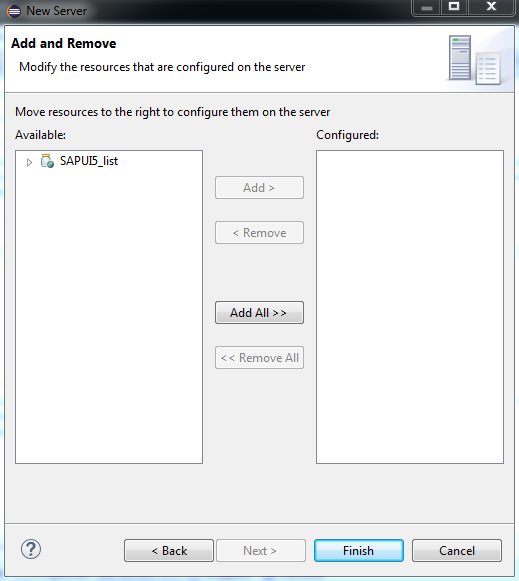 New Server
Add and Remove
Modify the resources that are configured on the server
Move resources to the right to configure them on the server
Available:
Configured:
SAPUI5_list
Add >
< Remove
Add All >>
<< Remove All
?
< Back
Next >
Finish
Cancel